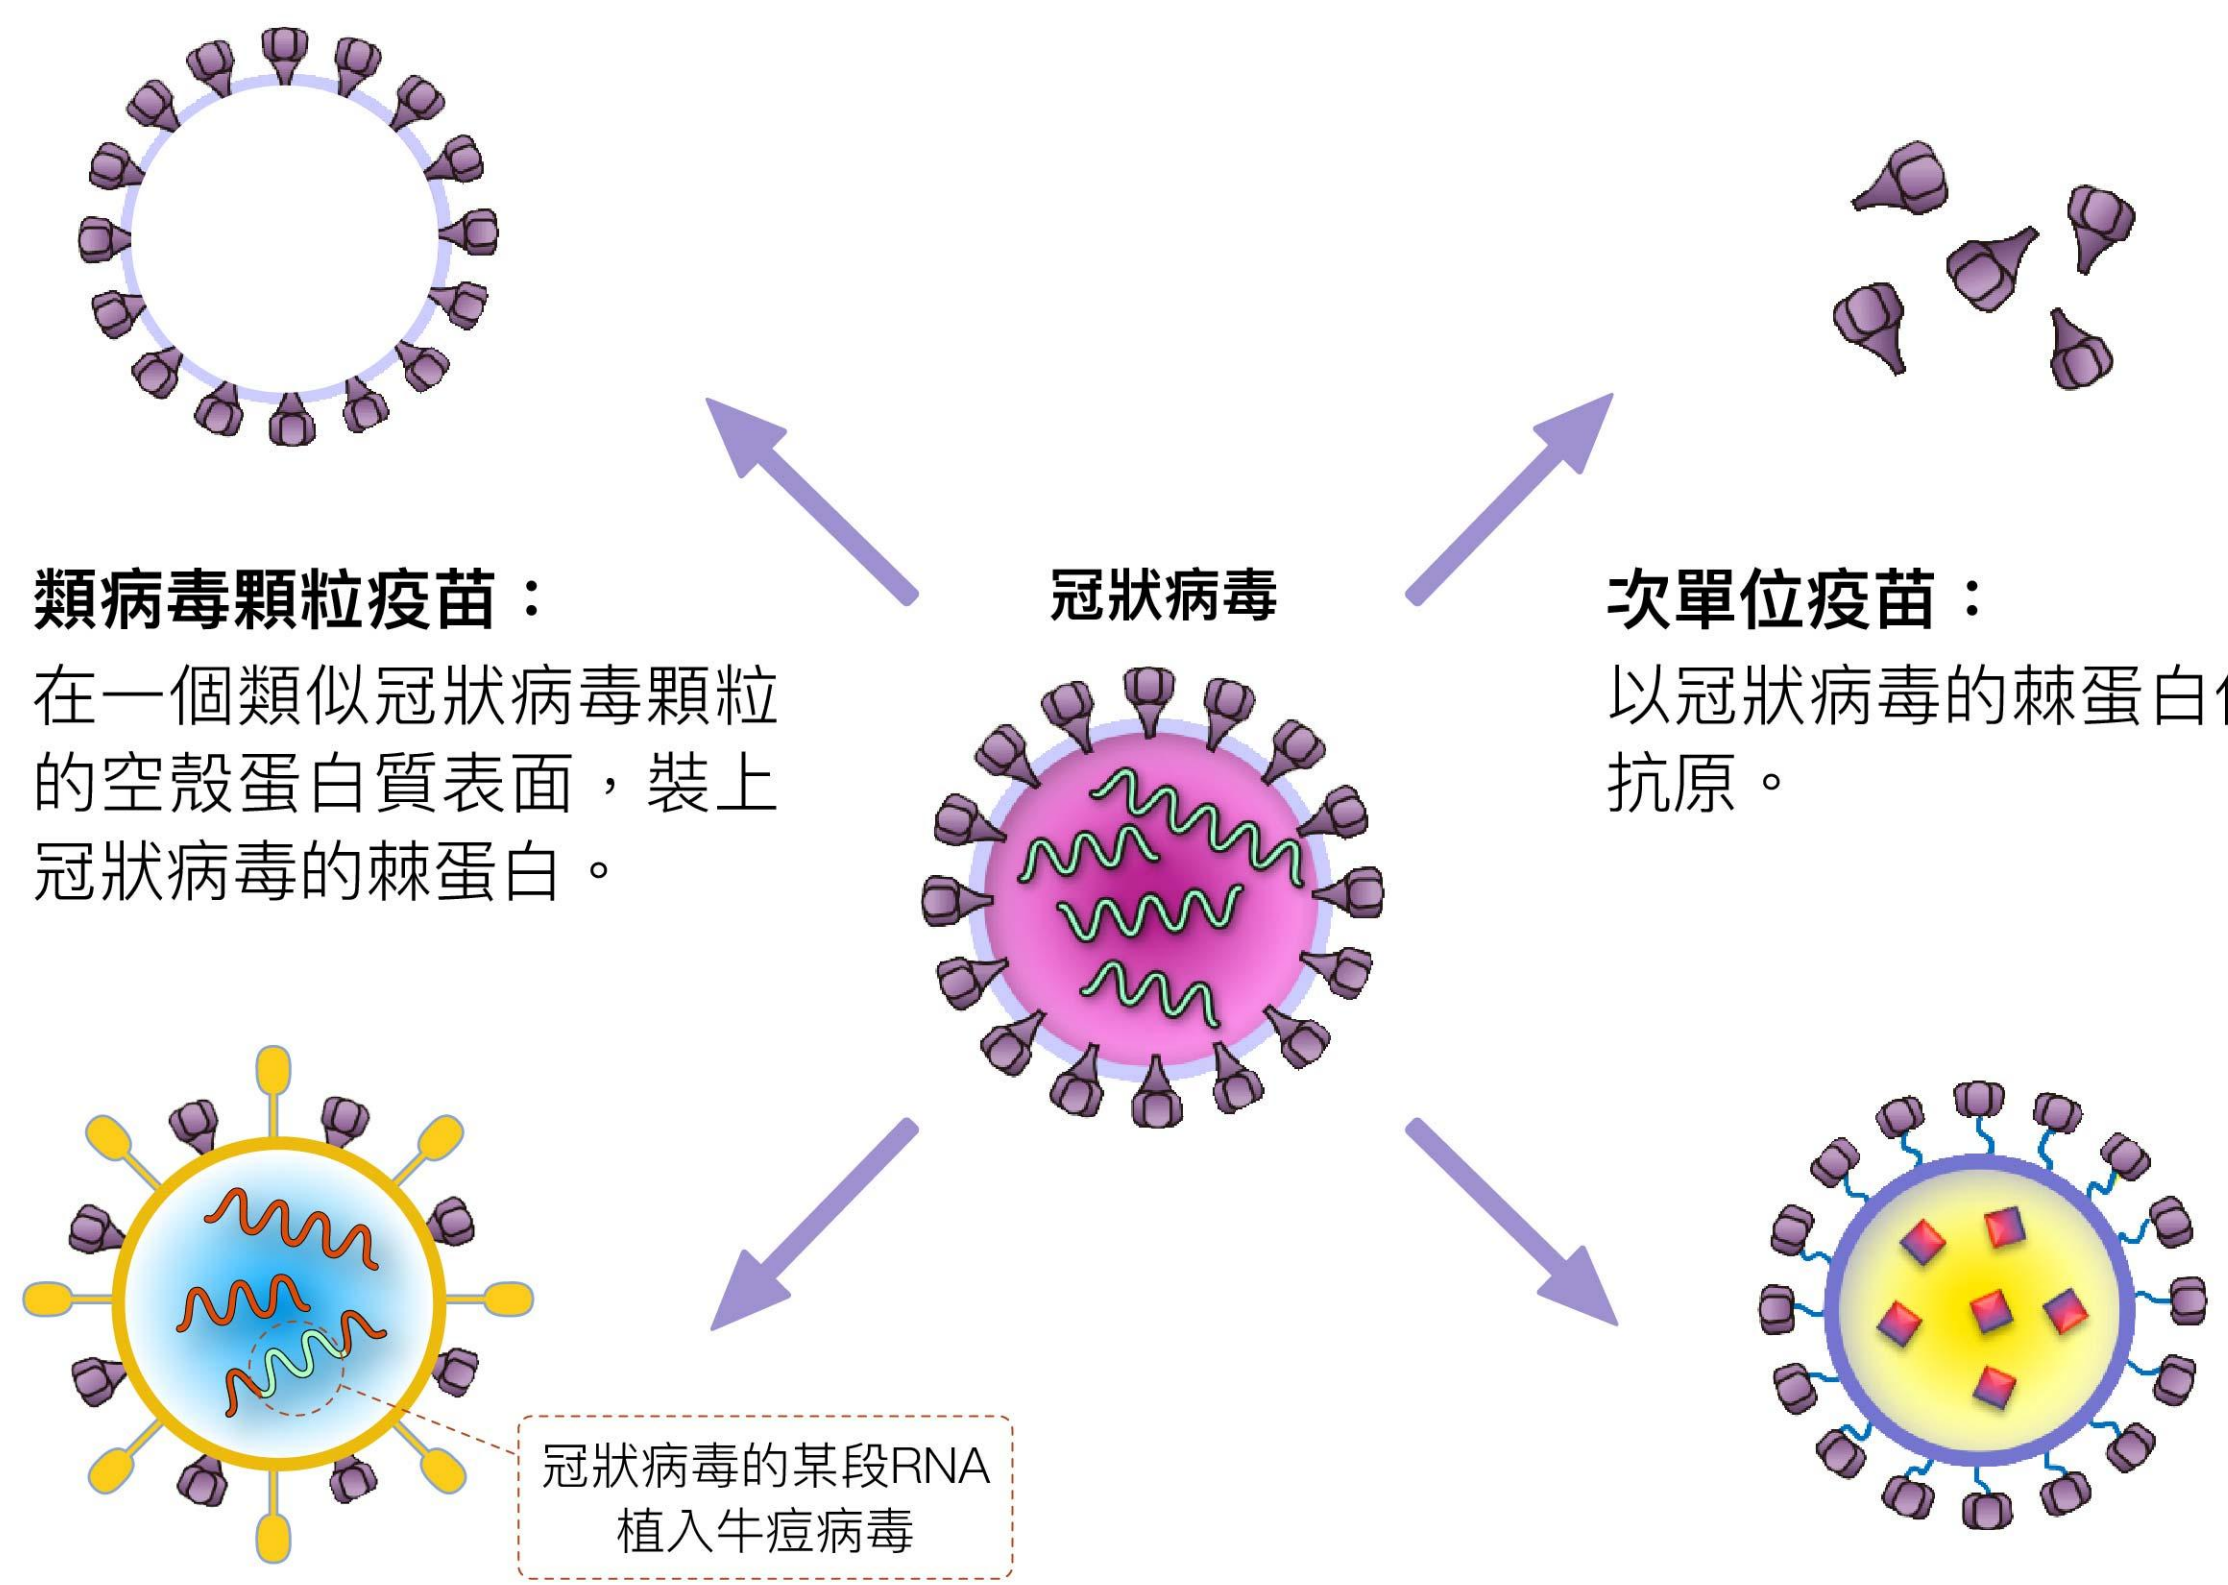 類病毒顆粒疫苗：
在一個類似冠狀病毒顆粒
的空殼蛋白質表面，裝上
冠狀病毒的棘蛋白。
冠狀病毒
次單位疫苗：
以冠狀病毒的棘蛋白
抗原。
冠狀病毒的某段RNA
植入牛痘病毒